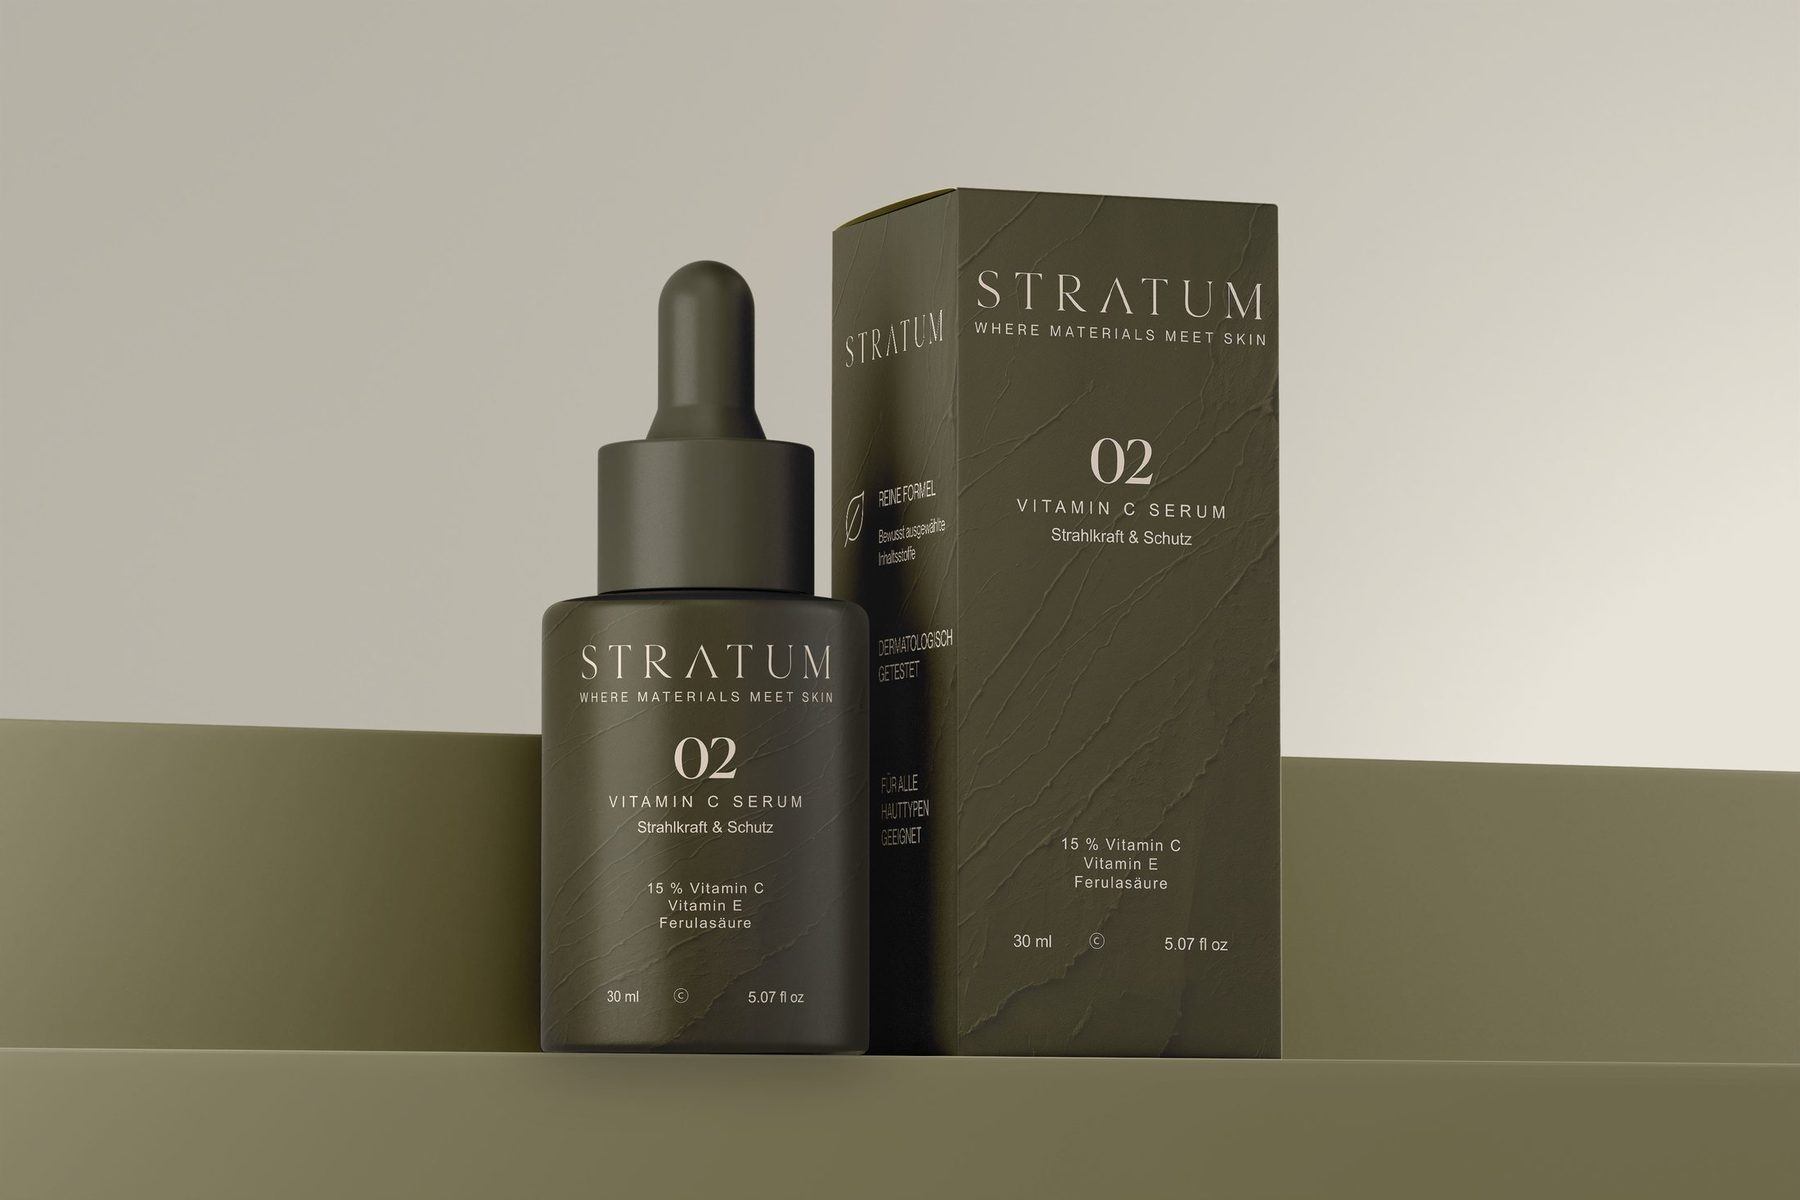 STRATUM
WHERE MATERIALS MEET SKIN
02
VITAMIN C SERUM
Strahlkraft & Schutz
15 % Vitamin C
Vitamin E
Ferulasäure
30 ml © 5.07 fl oz
STRATUM
REINE FORMEL
Bewusst ausgewählte
Inhaltsstoffe
DERMATOLOGISCH
GETESTET
FÜR ALLE
HAUTTYPEN
GEEIGNET
STRATUM
WHERE MATERIALS MEET SKIN
02
VITAMIN C SERUM
Strahlkraft & Schutz
15 % Vitamin C
Vitamin E
Ferulasäure
30 ml © 5.07 fl oz